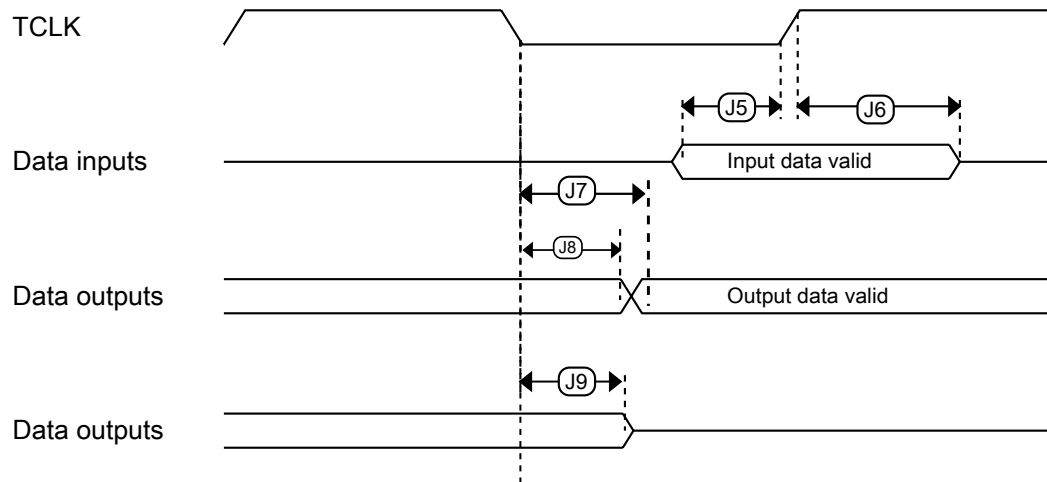 TCLK
J5
J6
Data inputs
Input data valid
J7
J8
Data outputs
Output data valid
J9
Data outputs